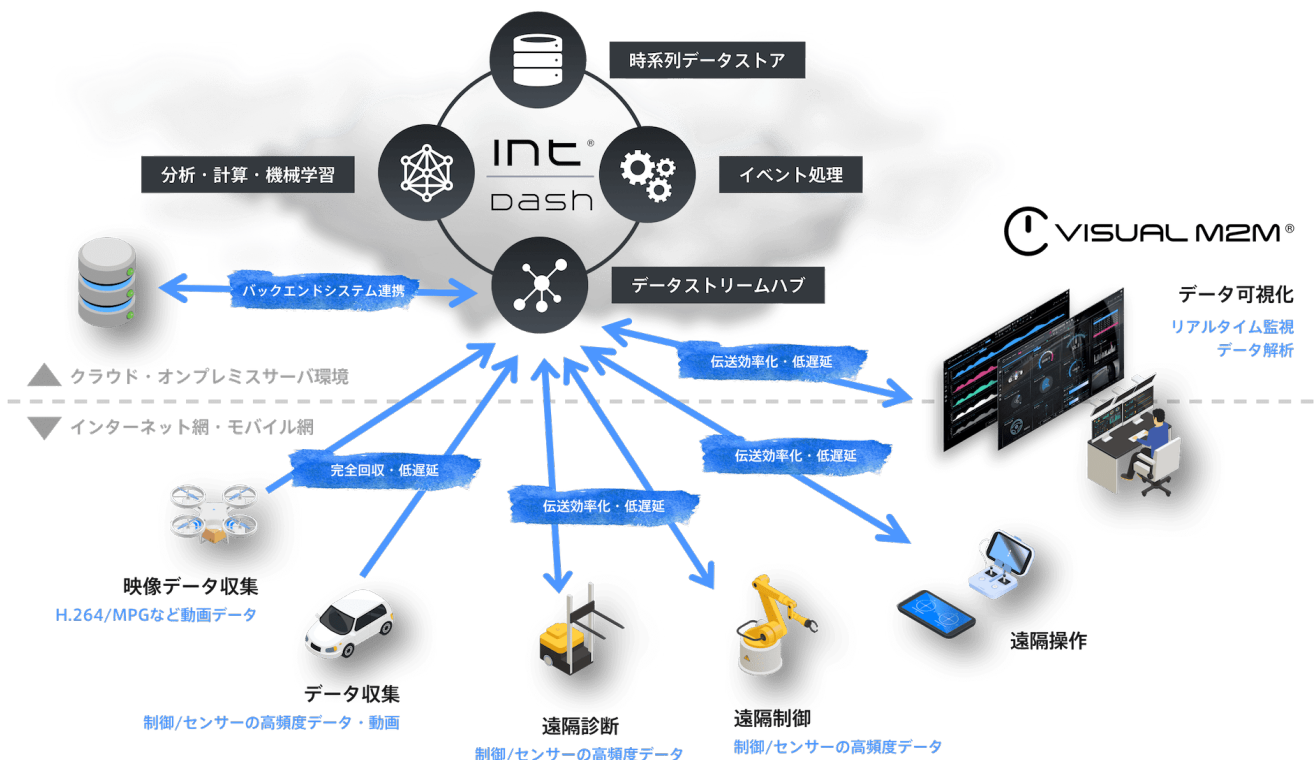 時系列データストア
分析・計算・機械学習
INT®
DASH
イベント処理
VISUAL M2M®
データストリームハブ
バックエンドシステム連携
データ可視化
リアルタイム監視
データ解析
伝送効率化・低遅延
クラウド・オンプレミスサーバ環境
インターネット網・モバイル網
完全回収・低遅延
伝送効率化・低遅延
伝送効率化・低遅延
映像データ収集
H.264/MPGなど動画データ
データ収集
制御/センサーの高頻度データ・動画
遠隔診断
制御/センサーの高頻度データ
遠隔制御
制御/センサーの高頻度データ
遠隔操作